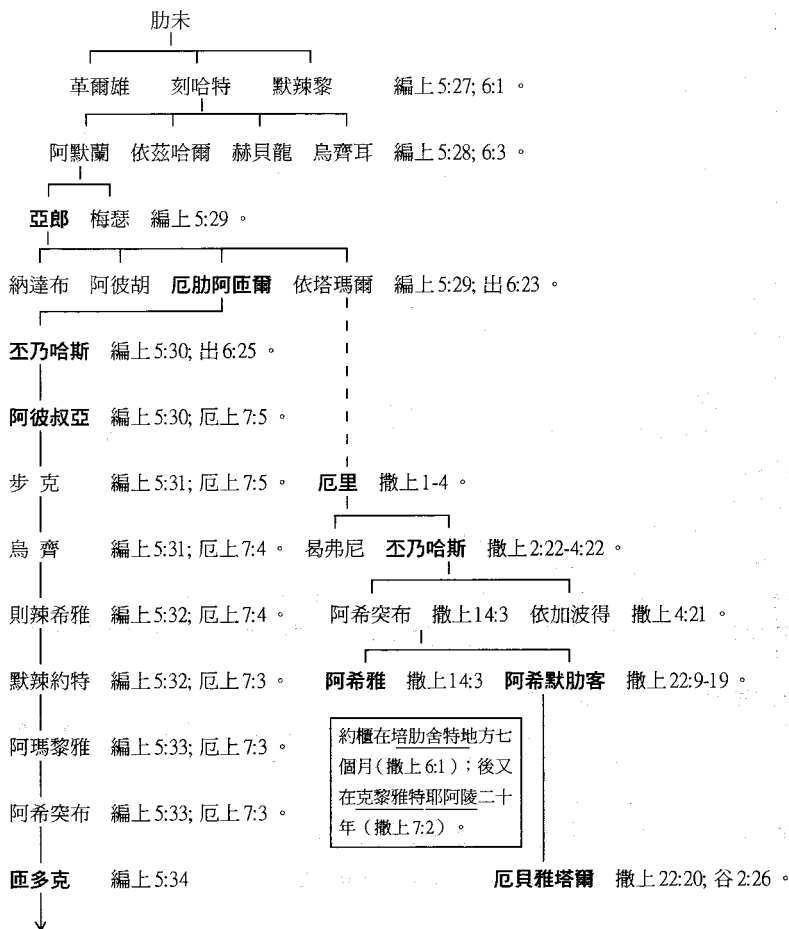 肋未
革爾雄 刻哈特 默辣黎 編上5:27; 6:1。
阿默蘭 依茲哈爾 赫貝龍 烏齊耳 編上5:28; 6:3。
亞郎 梅瑟 編上5:29。
納達布 阿彼胡 厄肋阿匝爾 依塔瑪爾 編上5:29; 出6:23。
丕乃哈斯 編上5:30; 出6:25。
阿彼叔亞 編上5:30; 厄上7:5。
步克 編上5:31; 厄上7:5。 厄里 撒上1-4。
烏齊 編上5:31; 厄上7:4。 曷弗尼 丕乃哈斯 撒上2:22-4:22。
則辣希雅 編上5:32; 厄上7:4。 阿希突布 撒上14:3 依加波得 撒上4:21。
默辣約特 編上5:32; 厄上7:3。 阿希雅 撒上14:3 阿希默肋客 撒上22:9-19。
阿瑪黎雅 編上5:33; 厄上7:3。
約櫃在培肋舍特地方七
個月（撒上6:1）；後又
在克黎雅特耶阿陵二十
年（撒上7:2）。
阿希突布 編上5:33; 厄上7:3。
匝多克 編上5:34 厄貝雅塔爾 撒上22:20; 谷2:26。